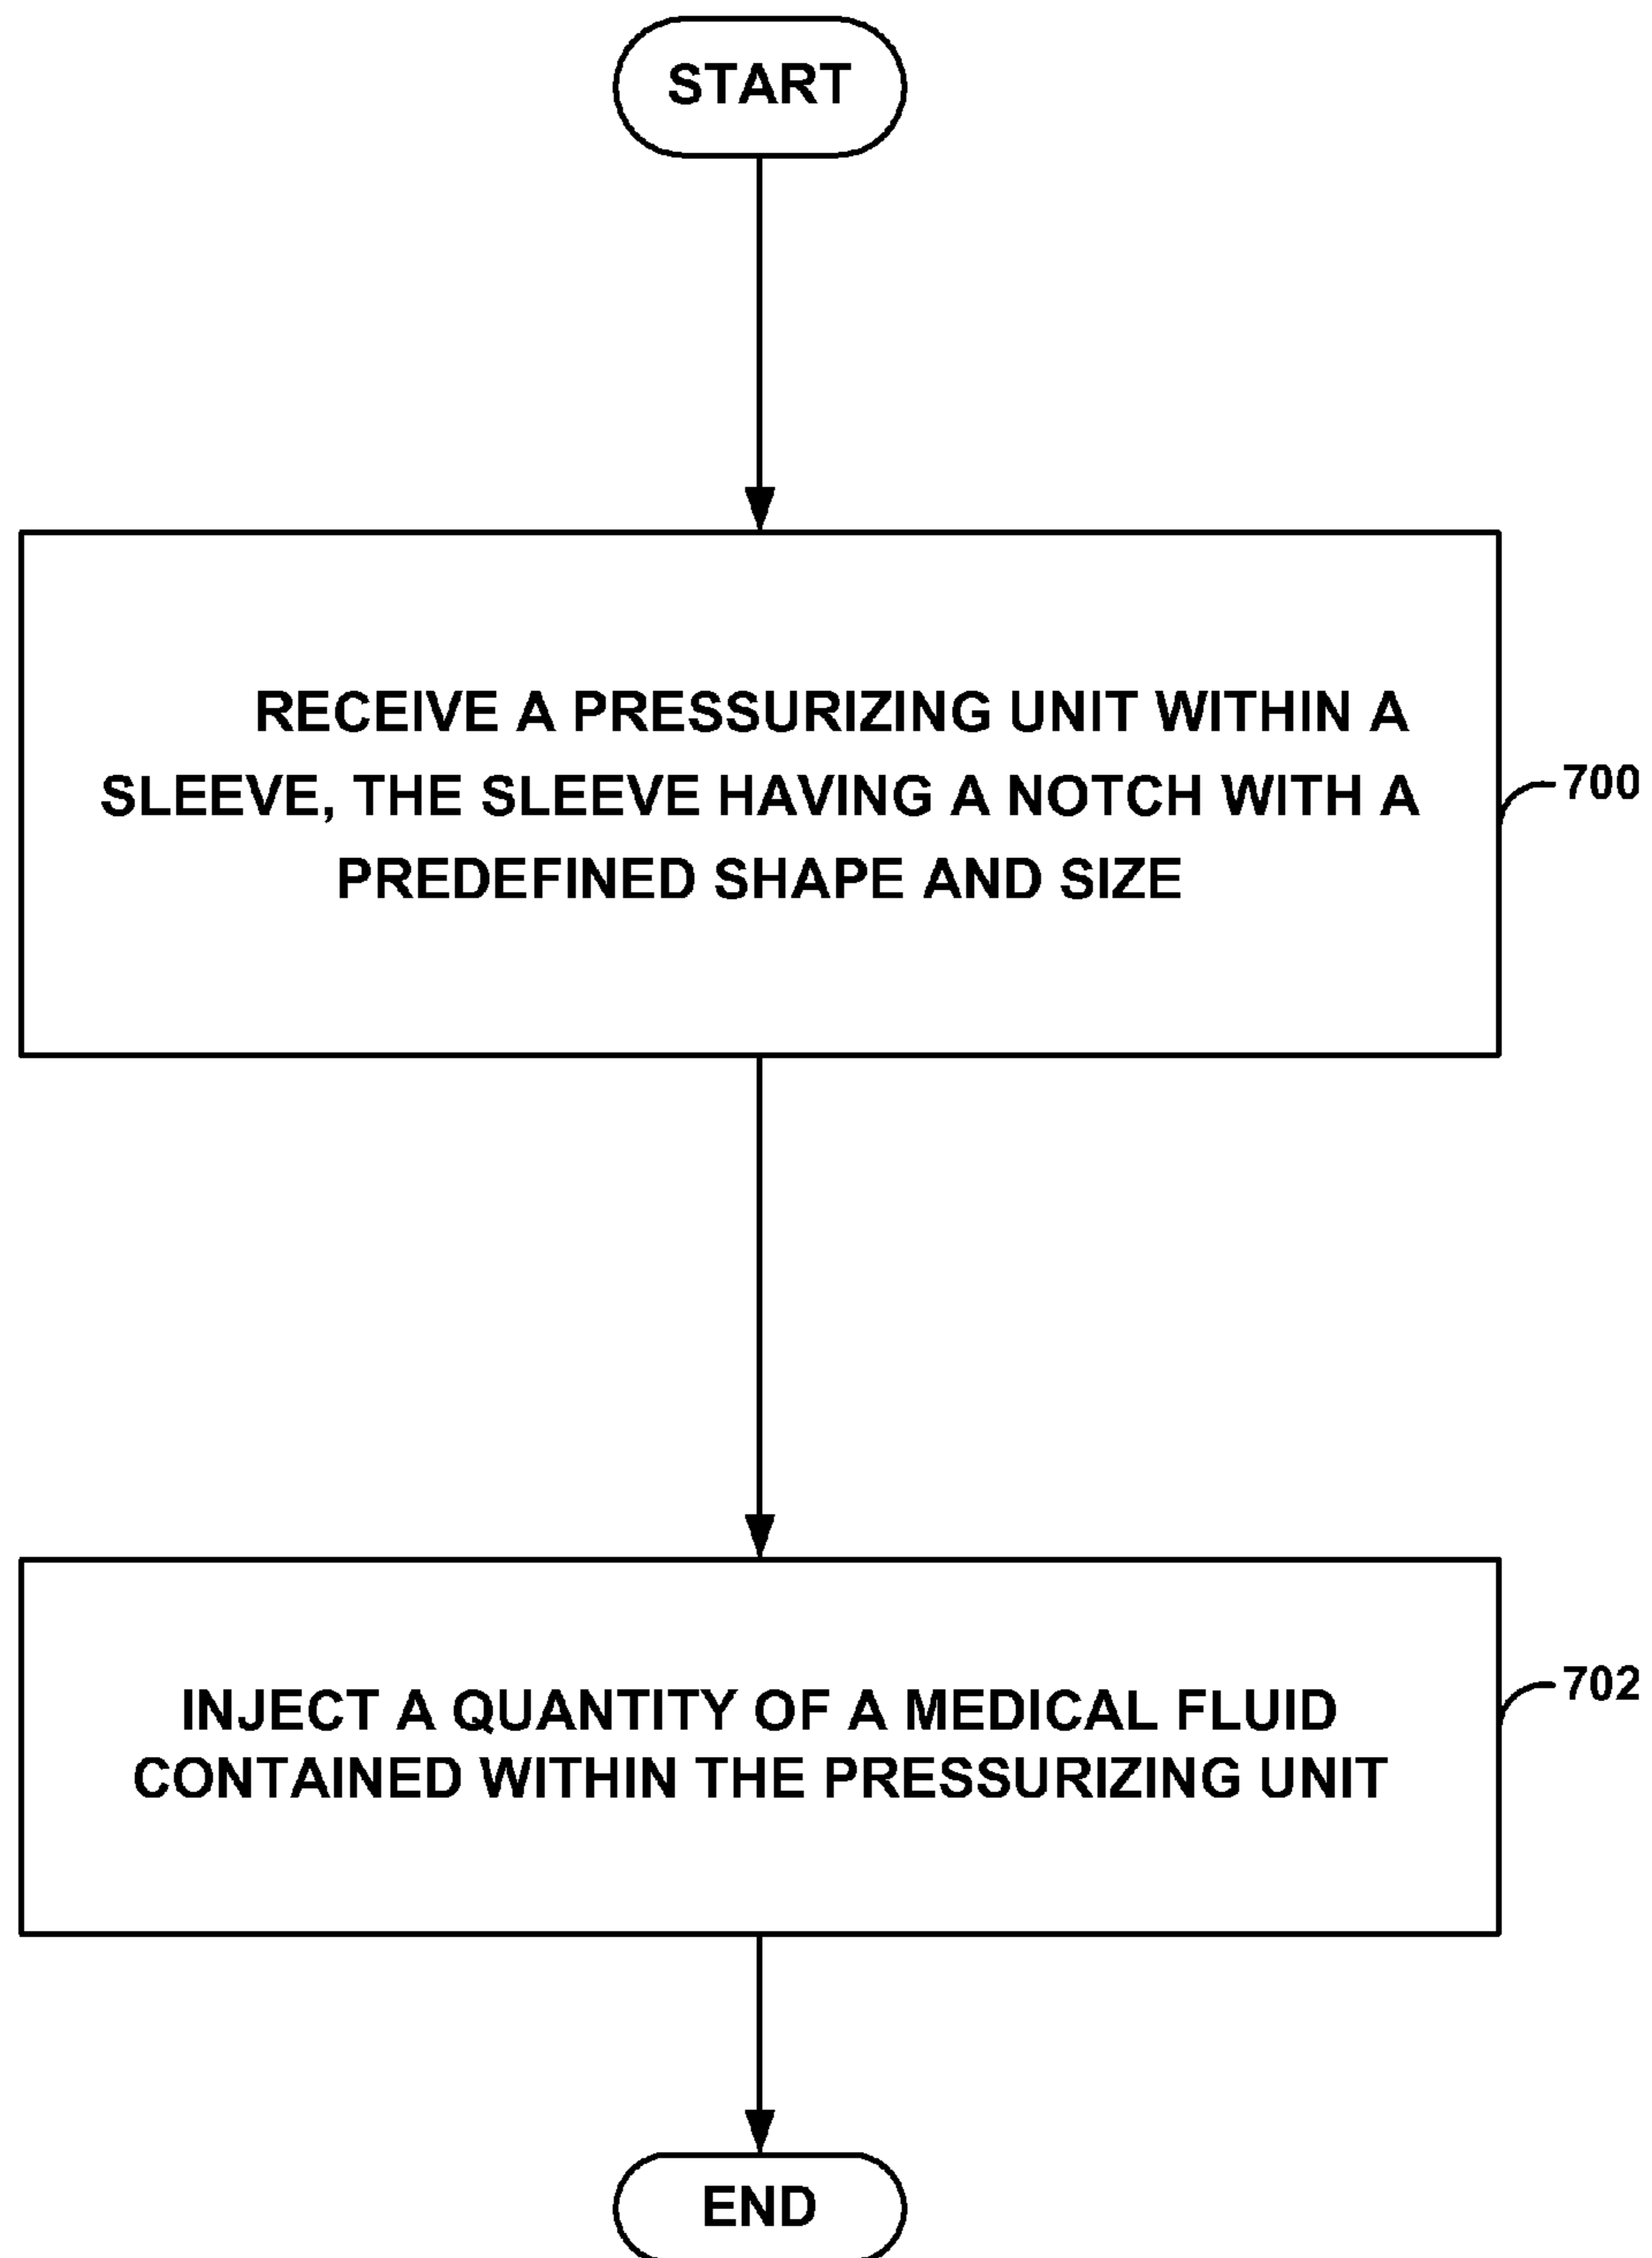 START
RECEIVE A PRESSURIZING UNIT WITHIN A
SLEEVE, THE SLEEVE HAVING A NOTCH WITH A
PREDEFINED SHAPE AND SIZE
700
INJECT A QUANTITY OF A MEDICAL FLUID
CONTAINED WITHIN THE PRESSURIZING UNIT
702
END